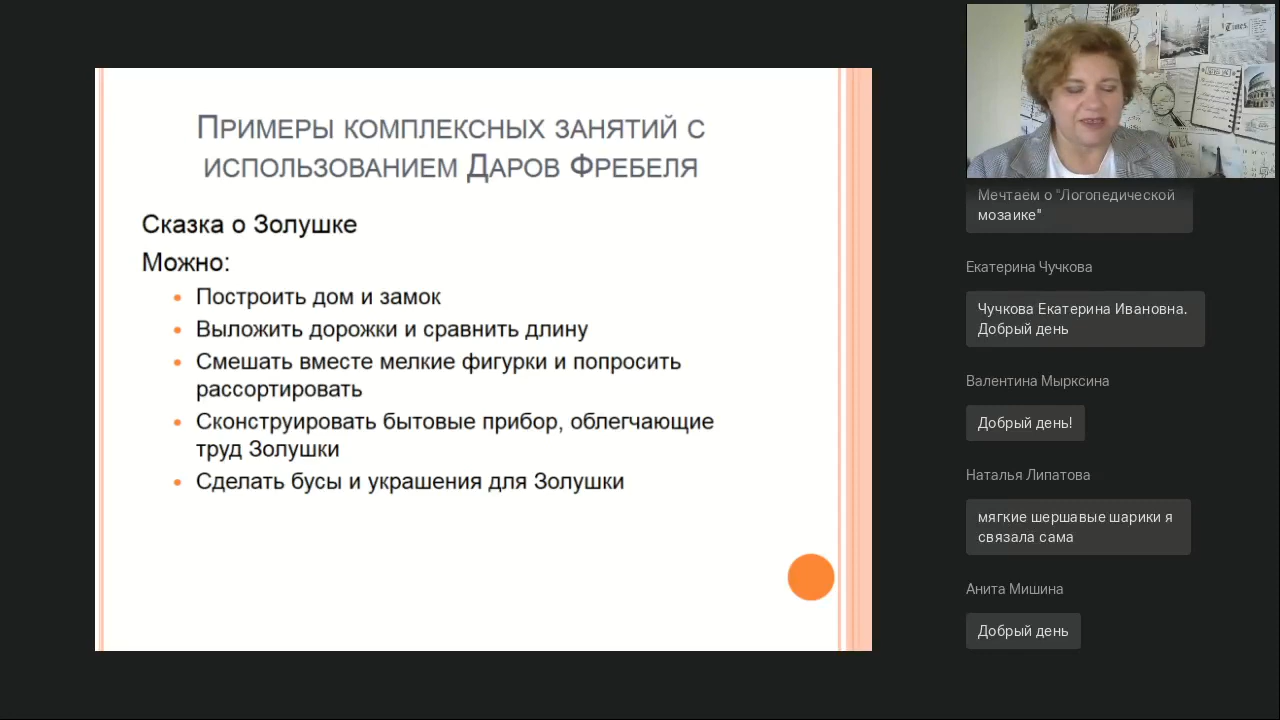 Примеры комплексных занятий с
использованием Даров Фребеля
Сказка о Золушке
Можно:
Построить дом и замок
Выложить дорожки и сравнить длину
Смешать вместе мелкие фигурки и попросить
рассортировать
Сконструировать бытовые прибор, облегчающие
труд Золушки
Сделать бусы и украшения для Золушки
Times
WILL
Мечтаем о "Логопедической
мозаике"
Екатерина Чучкова
Чучкова Екатерина Ивановна.
Добрый день
Валентина Мырксина
Добрый день!
Наталья Липатова
мягкие шершавые шарики я
связала сама
Анита Мишина
Добрый день